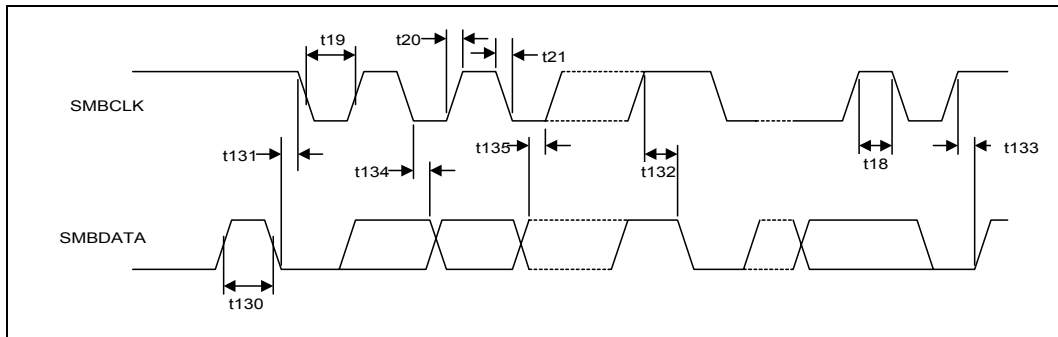 t19
t20
t21
SMBCLK
t131
t134
t135
t132
t18
t133
SMBDATA
t130